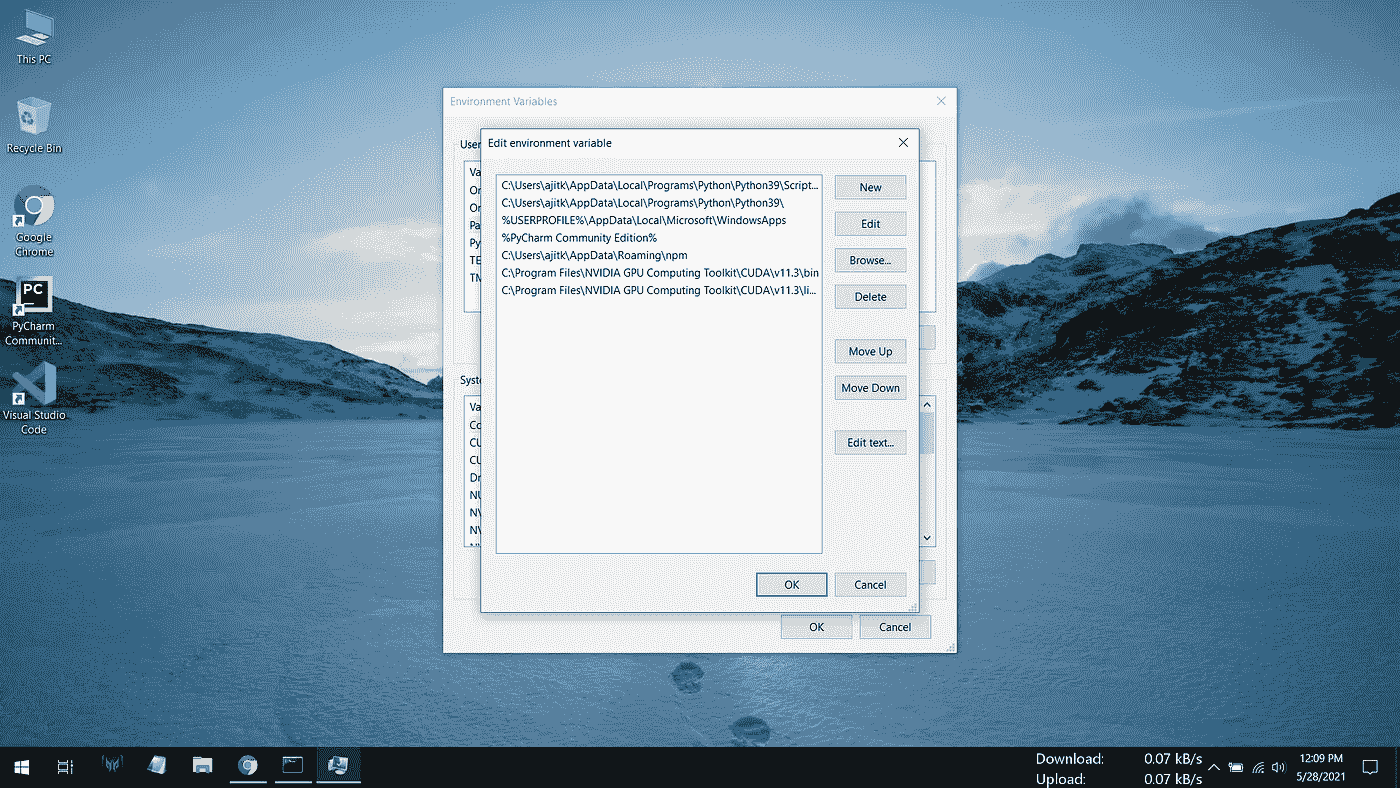 This PC
Recycle Bin
Google
Chrome
PC
PyCharm
Communit...
Visual Studio
Code
Environment Variables
User
Edit environment variable
Va
On
On
Pa
Py
TE
TM
C:\Users\ajitk\AppData\Local\Programs\Python\Python39\Script...
C:\Users\ajitk\AppData\Local\Programs\Python\Python39\
%USERPROFILE%\AppData\Local\Microsoft\WindowsApps
%PyCharm Community Edition%
C:\Users\ajitk\AppData\Roaming\npm
C:\Program Files\NVIDIA GPU Computing Toolkit\CUDA\v11.3\bin
C:\Program Files\NVIDIA GPU Computing Toolkit\CUDA\v11.3\li...
New
Edit
Browse...
Delete
Move Up
Move Down
Edit text...
Syste
Va
Co
CU
CU
Dr
NU
NV
NV
OK
Cancel
OK
Cancel
Download: 0.07 kB/s
Upload: 0.07 kB/s
12:09 PM
5/28/2021